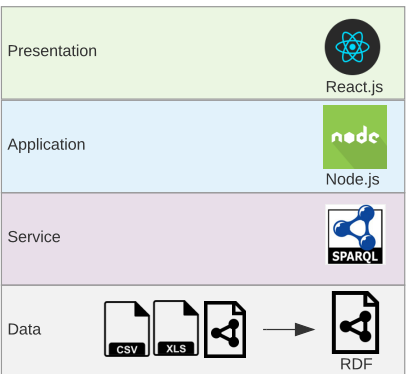 Presentation
React.js
Application
node
Node.js
Service
SPARQL
Data
CSV
XLS
RDF